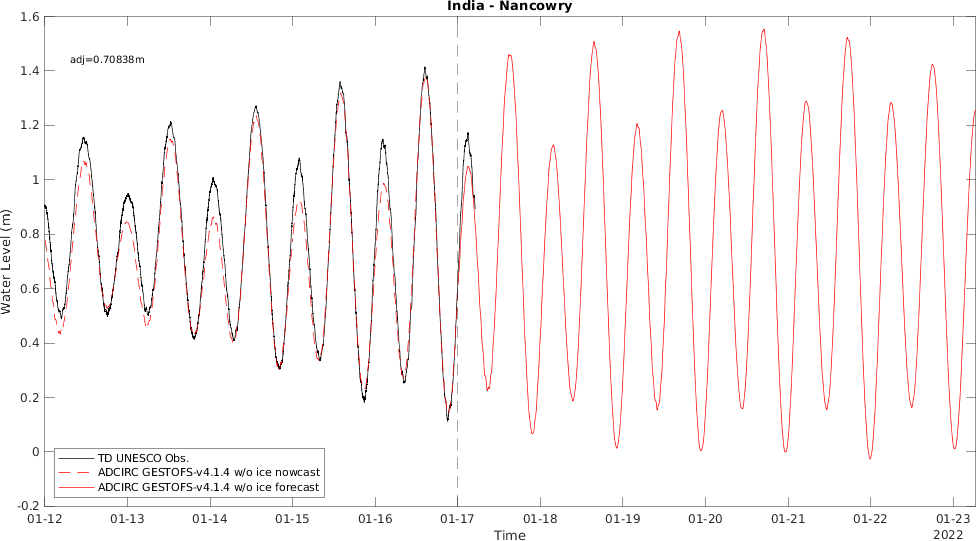 India - Nancowry
adj=0.70838m
Water Level (m)
1.6
1.4
1.2
1
0.8
0.6
0.4
0.2
0
-0.2
TD UNESCO Obs.
ADCIRC GESTOFS-v4.1.4 w/o ice nowcast
ADCIRC GESTOFS-v4.1.4 w/o ice forecast
01-12 01-13 01-14 01-15 01-16 01-17 01-18 01-19 01-20 01-21 01-22 01-23
Time
2022